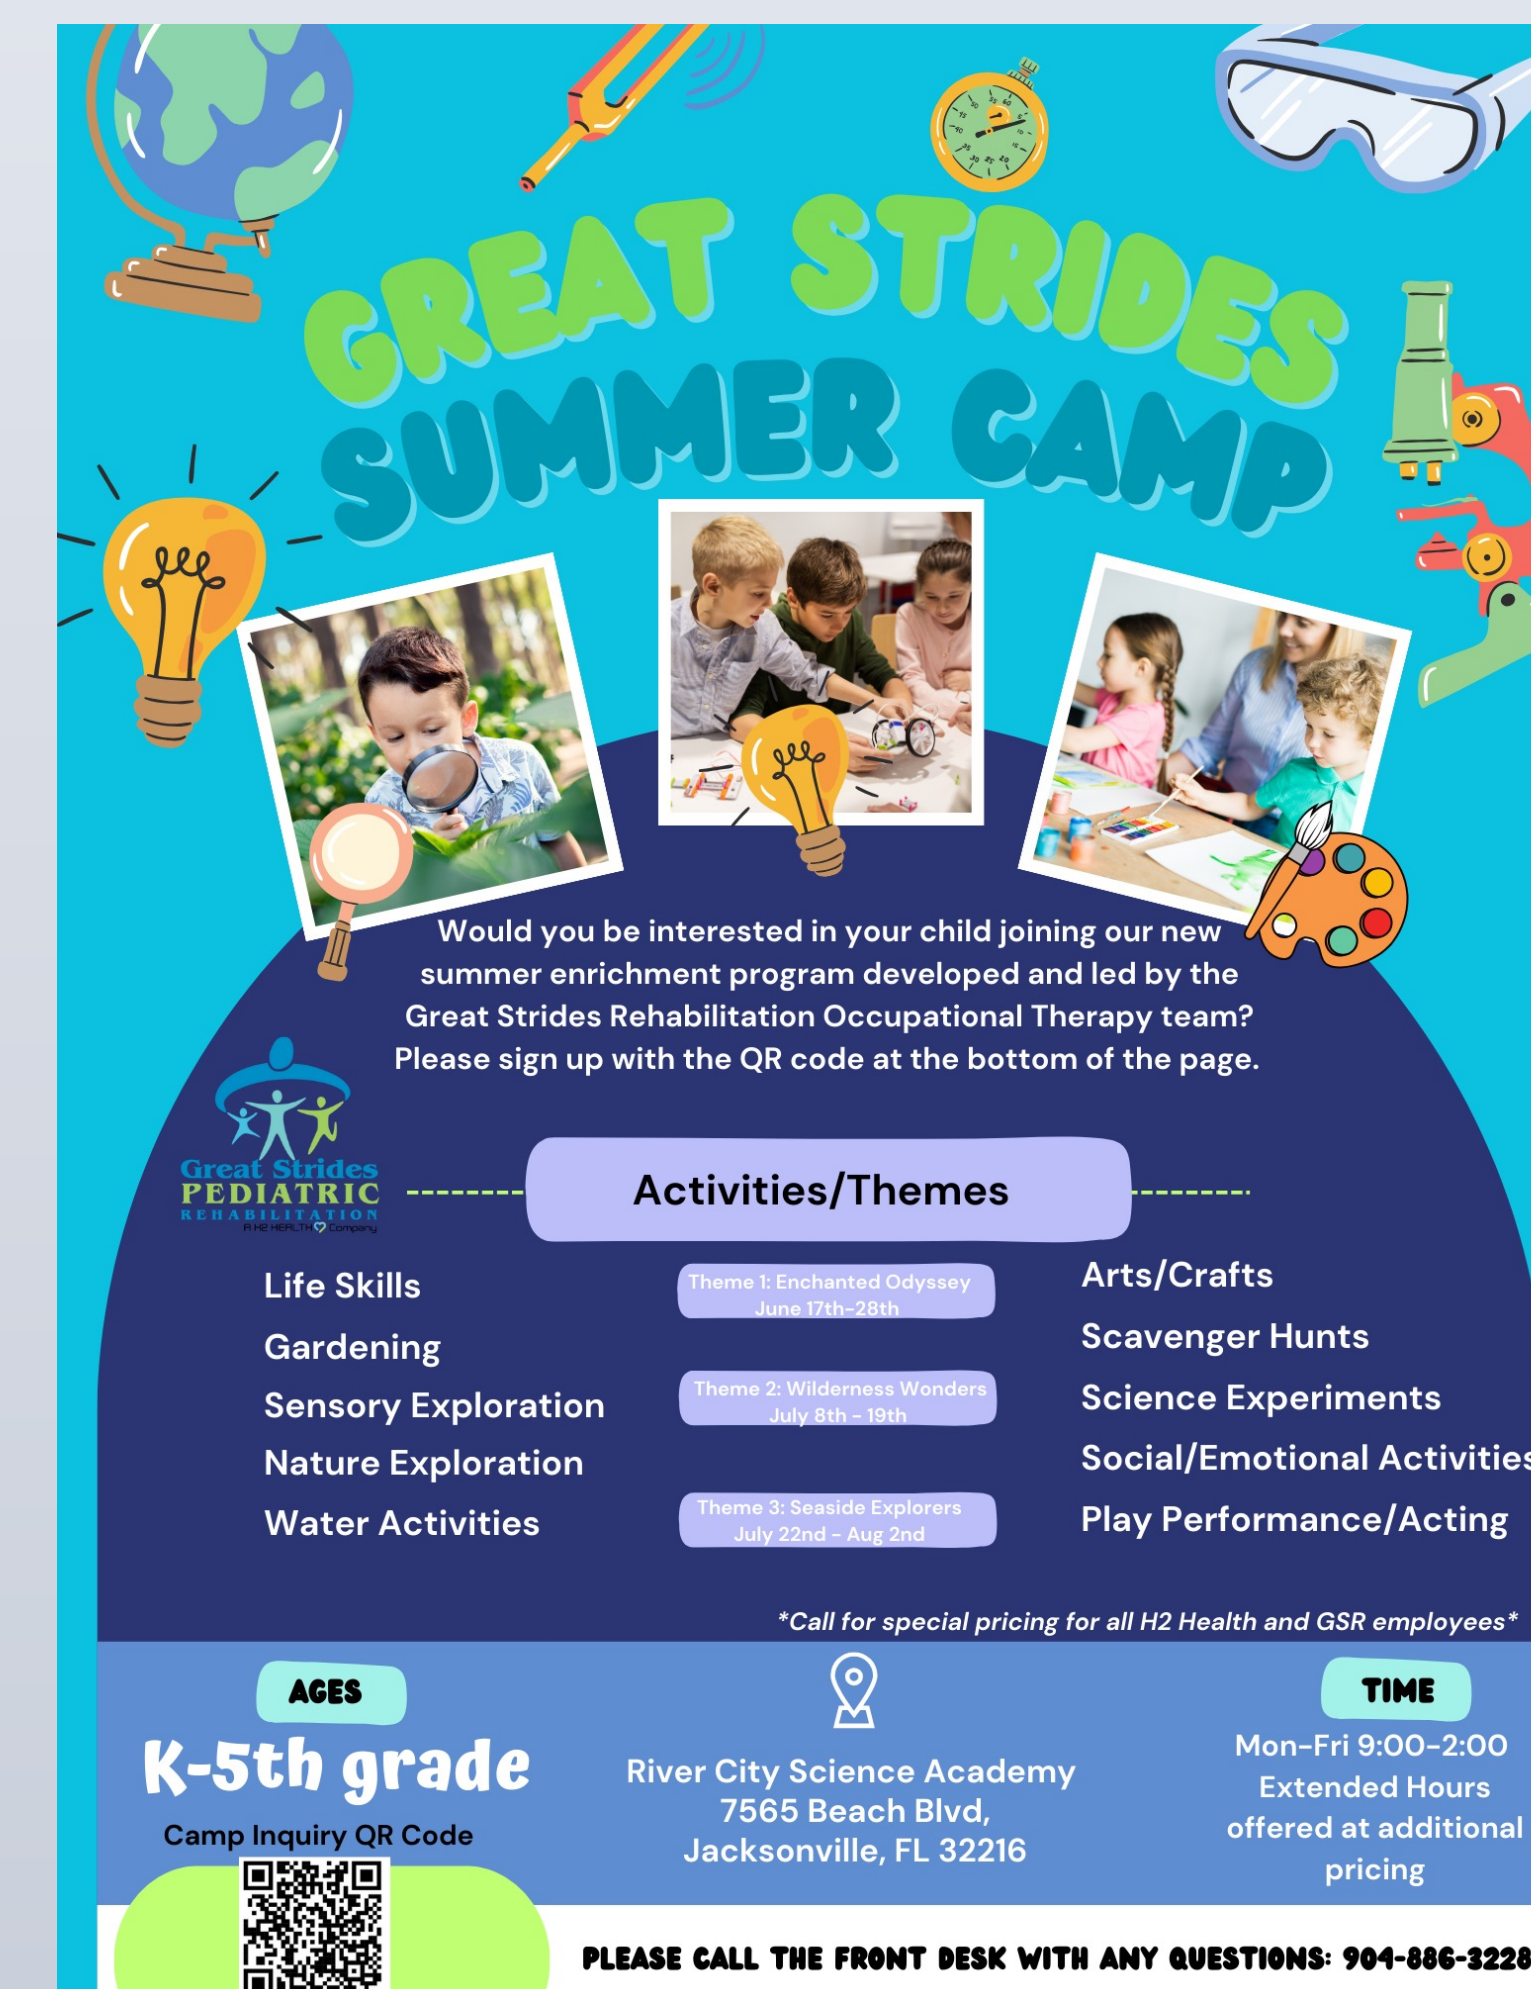 GREAT STRIDES
SUMMER CAMP
Would you be interested in your child joining our new
summer enrichment program developed and led by the
Great Strides Rehabilitation Occupational Therapy team?
Please sign up with the QR code at the bottom of the page.
Great Strides
PEDIATRIC
REHABILITATION
A H2 HEALTH Company
Activities/Themes
Life Skills
Gardening
Sensory Exploration
Nature Exploration
Water Activities
Theme 1: Enchanted Odyssey
June 17th-28th
Theme 2: Wilderness Wonders
July 8th - 19th
Theme 3: Seaside Explorers
July 22nd - Aug 2nd
Arts/Crafts
Scavenger Hunts
Science Experiments
Social/Emotional Activities
Play Performance/Acting
*Call for special pricing for all H2 Health and GSR employees*
AGES
K-5th grade
Camp Inquiry QR Code
River City Science Academy
7565 Beach Blvd,
Jacksonville, FL 32216
TIME
Mon-Fri 9:00-2:00
Extended Hours
offered at additional
pricing
PLEASE CALL THE FRONT DESK WITH ANY QUESTIONS: 904-886-3228